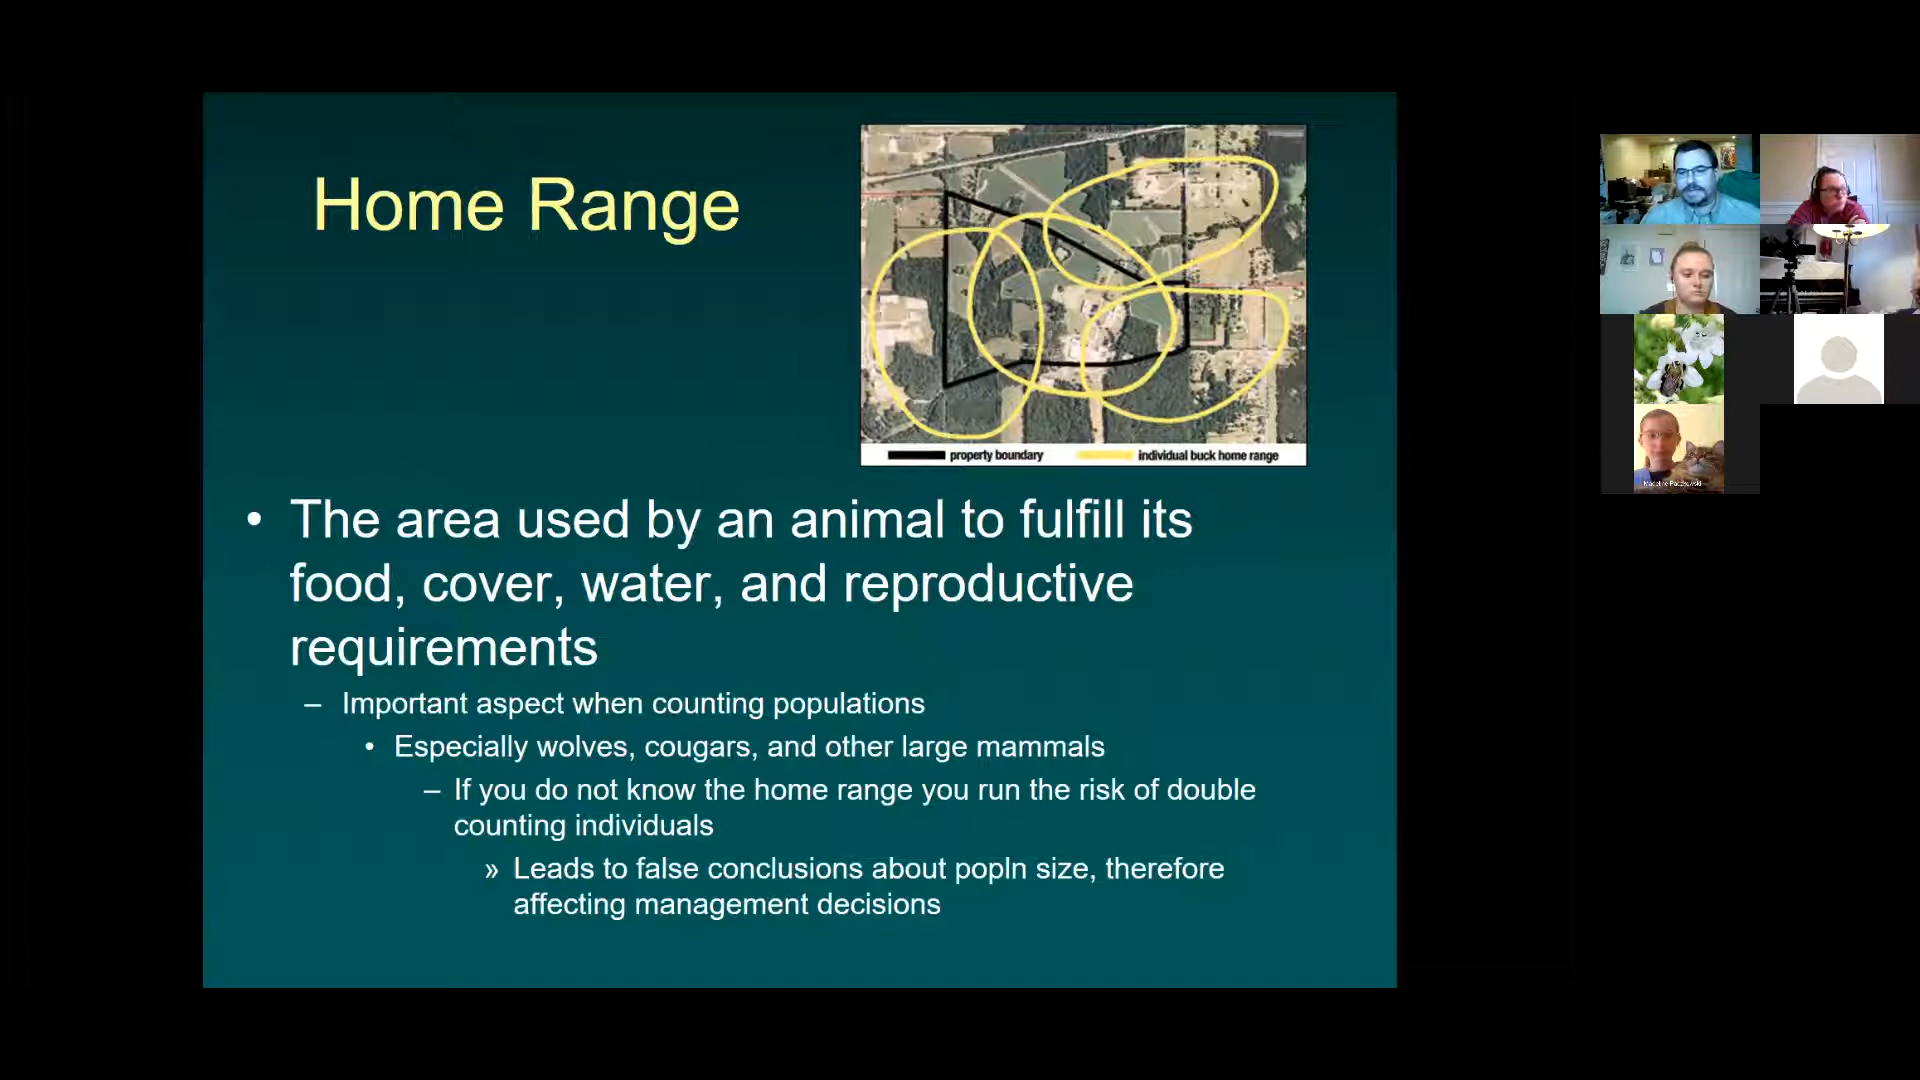 Home Range
property boundary
individual buck home range
• The area used by an animal to fulfill its
food, cover, water, and reproductive
requirements
– Important aspect when counting populations
• Especially wolves, cougars, and other large mammals
– If you do not know the home range you run the risk of double
counting individuals
» Leads to false conclusions about popln size, therefore
affecting management decisions
Madeline Paczkowski